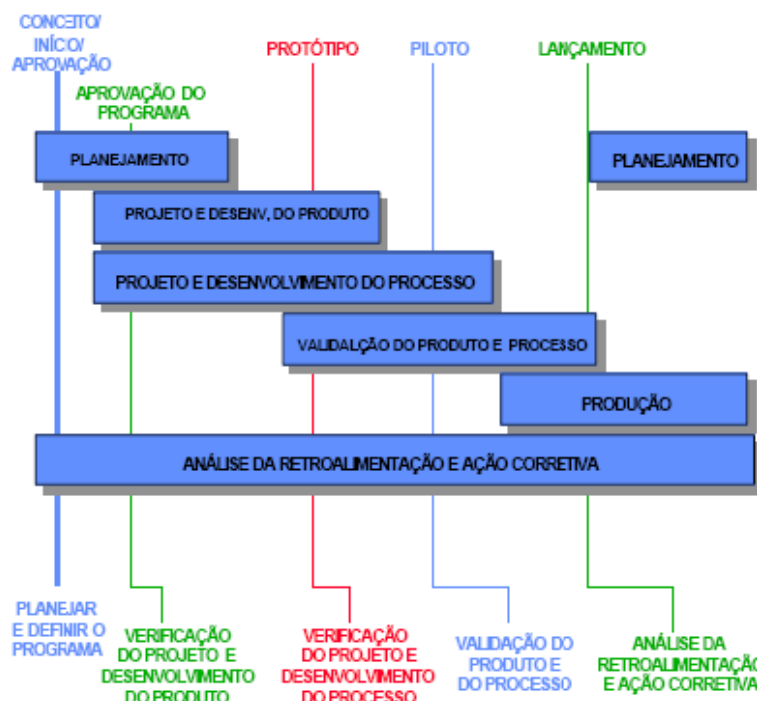 CONCEITO/
INÍCIO/
APROVAÇÃO
PROTÓTIPO
PILOTO
LANÇAMENTO
APROVAÇÃO DO
PROGRAMA
PLANEJAMENTO
PLANEJAMENTO
PROJETO E DESENV, DO PRODUTO
PROJETO E DESENVOLVIMENTO DO PROCESSO
VALIDALÇÃO DO PRODUTO E PROCESSO
PRODUÇÃO
ANÁLISE DA RETROALIMENTAÇÃO E AÇÃO CORRETIVA
PLANEJAR
E DEFINIR O
PROGRAMA
VERIFICAÇÃO
DO PROJETO E
DESENVOLVIMENTO
DO PRODUTO
VERIFICAÇÃO
DO PROJETO E
DESENVOLVIMENTO
DO PROCESSO
VALIDAÇÃO DO
PRODUTO E
DO PROCESSO
ANÁLISE DA
RETROALIMENTAÇÃO
E AÇÃO CORRETIVA